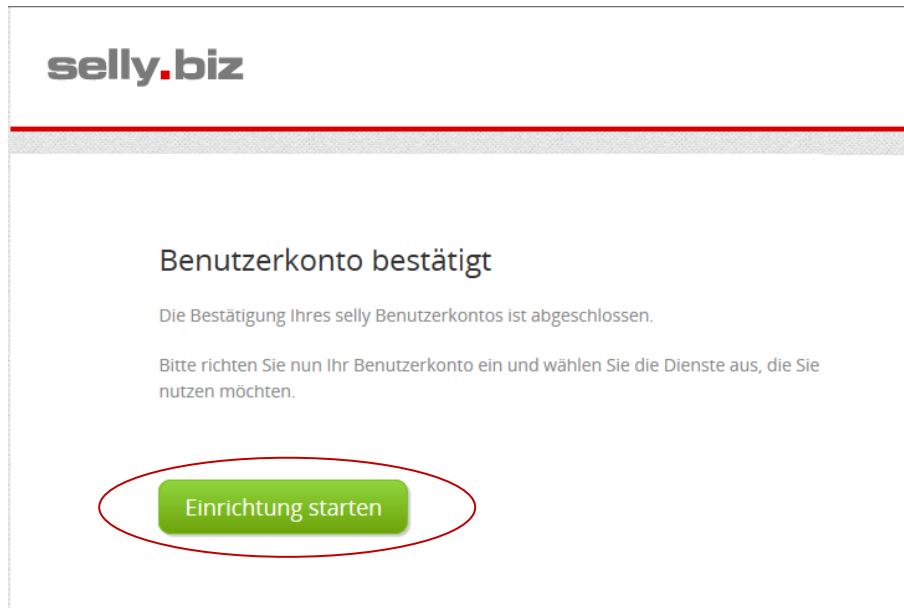 selly.biz
Benutzerkonto bestätigt
Die Bestätigung Ihres selly Benutzerkontos ist abgeschlossen.
Bitte richten Sie nun Ihr Benutzerkonto ein und wählen Sie die Dienste aus, die Sie
nutzen möchten.
Einrichtung starten